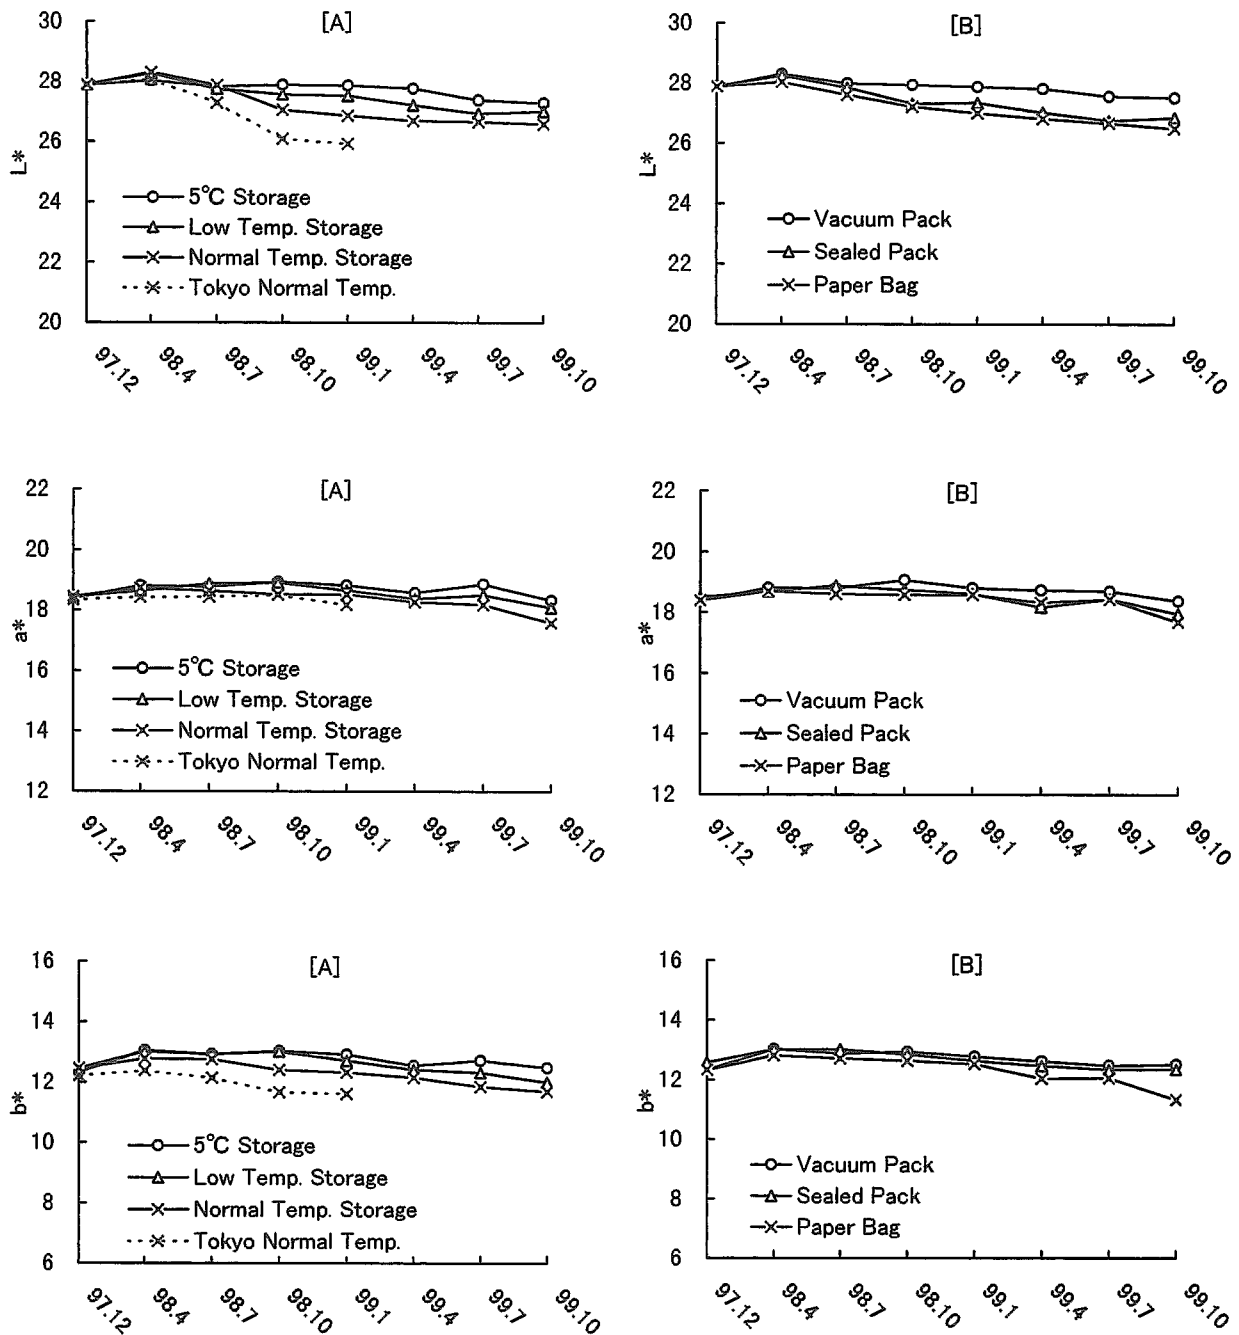 [A]
30
28
26
24
22
20
L*
5℃ Storage
Low Temp. Storage
Normal Temp. Storage
Tokyo Normal Temp.
97.12 98.4 98.7 98.10 99.1 99.4 99.7 99.10
[B]
30
28
26
24
22
20
L*
Vacuum Pack
Sealed Pack
Paper Bag
97.12 98.4 98.7 98.10 99.1 99.4 99.7 99.10
[A]
22
20
18
16
14
12
a*
5℃ Storage
Low Temp. Storage
Normal Temp. Storage
Tokyo Normal Temp.
97.12 98.4 98.7 98.10 99.1 99.4 99.7 99.10
[B]
22
20
18
16
14
12
a*
Vacuum Pack
Sealed Pack
Paper Bag
97.12 98.4 98.7 98.10 99.1 99.4 99.7 99.10
[A]
16
14
12
10
8
6
b*
5℃ Storage
Low Temp. Storage
Normal Temp. Storage
Tokyo Normal Temp.
97.12 98.4 98.7 98.10 99.1 99.4 99.7 99.10
[B]
16
14
12
10
8
6
b*
Vacuum Pack
Sealed Pack
Paper Bag
97.12 98.4 98.7 98.10 99.1 99.4 99.7 99.10